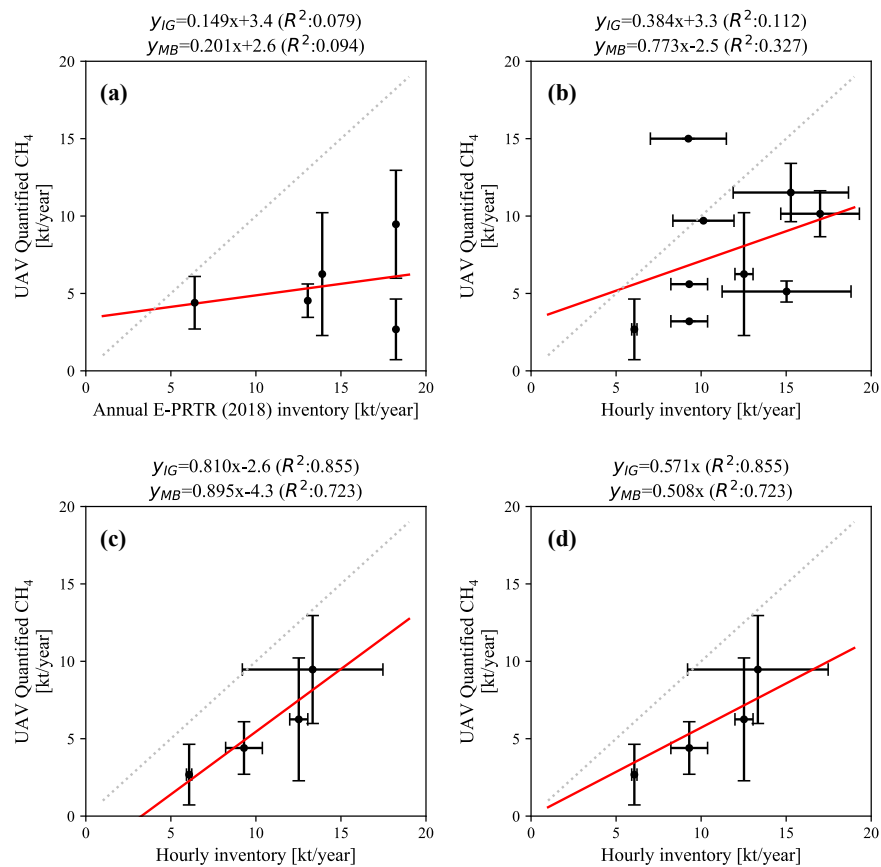 y_IG=0.149x+3.4 (R²:0.079)
y_MB=0.201x+2.6 (R²:0.094)
(a)
UAV Quantified CH₄
[kt/year]
20
15
10
5
0
0 5 10 15 20
Annual E-PRTR (2018) inventory [kt/year]
y_IG=0.384x+3.3 (R²:0.112)
y_MB=0.773x-2.5 (R²:0.327)
(b)
UAV Quantified CH₄
[kt/year]
20
15
10
5
0
0 5 10 15 20
Hourly inventory [kt/year]
y_IG=0.810x-2.6 (R²:0.855)
y_MB=0.895x-4.3 (R²:0.723)
(c)
UAV Quantified CH₄
[kt/year]
20
15
10
5
0
0 5 10 15 20
Hourly inventory [kt/year]
y_IG=0.571x (R²:0.855)
y_MB=0.508x (R²:0.723)
(d)
UAV Quantified CH₄
[kt/year]
20
15
10
5
0
0 5 10 15 20
Hourly inventory [kt/year]